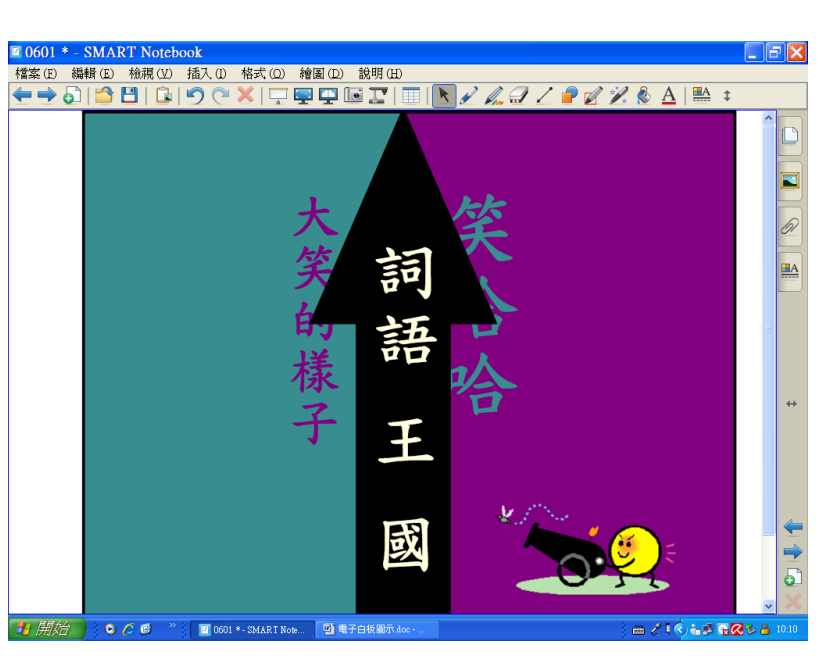 0601 * - SMART Notebook
檔案(F) 編輯(E) 檢視(V) 插入(I) 格式(O) 繪圖(D) 說明(H)
笑哈哈
詞語王國
大笑的樣子
開始
0601 *- SMART Note...
電子白板圖示.doc - ...
10:10